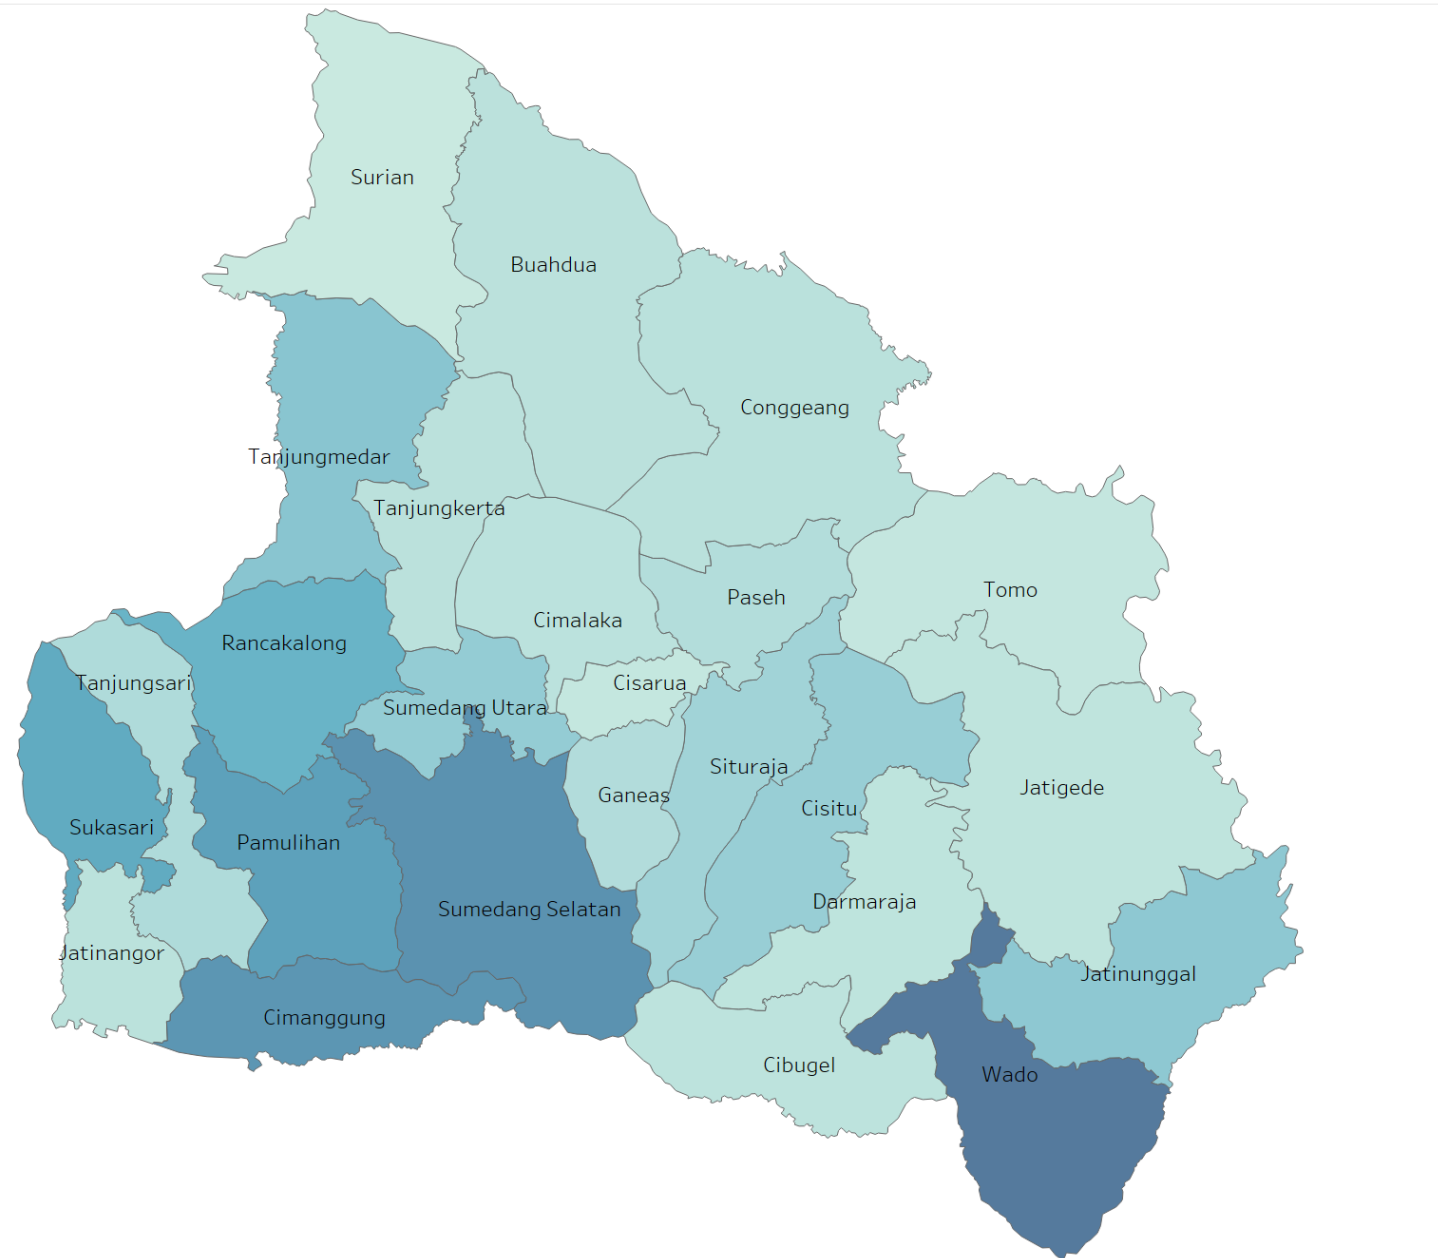 Surian
Buahdua
Conggeang
Tanjungmedar
Tanjungkerta
Tomo
Paseh
Cimalaka
Rancakalong
Tanjungsari
Cisarua
Sumedang Utara
Situraja
Jatigede
Ganeas
Cisitu
Sukasari
Pamulihan
Darmaraja
Sumedang Selatan
Jatinangor
Jatinunggal
Cimanggung
Cibugel
Wado